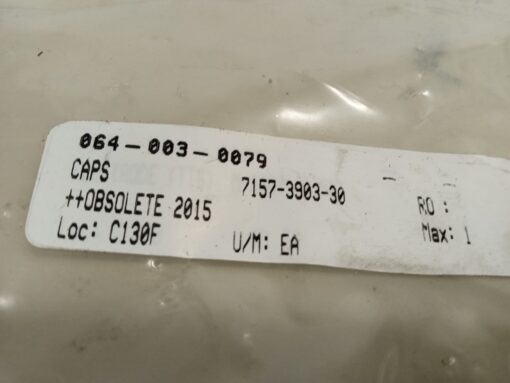 064-003-0079
CAPS 7157-3903-30 - -
++OBSOLETE 2015 RO :
Loc: C130F U/M: EA Max: 1